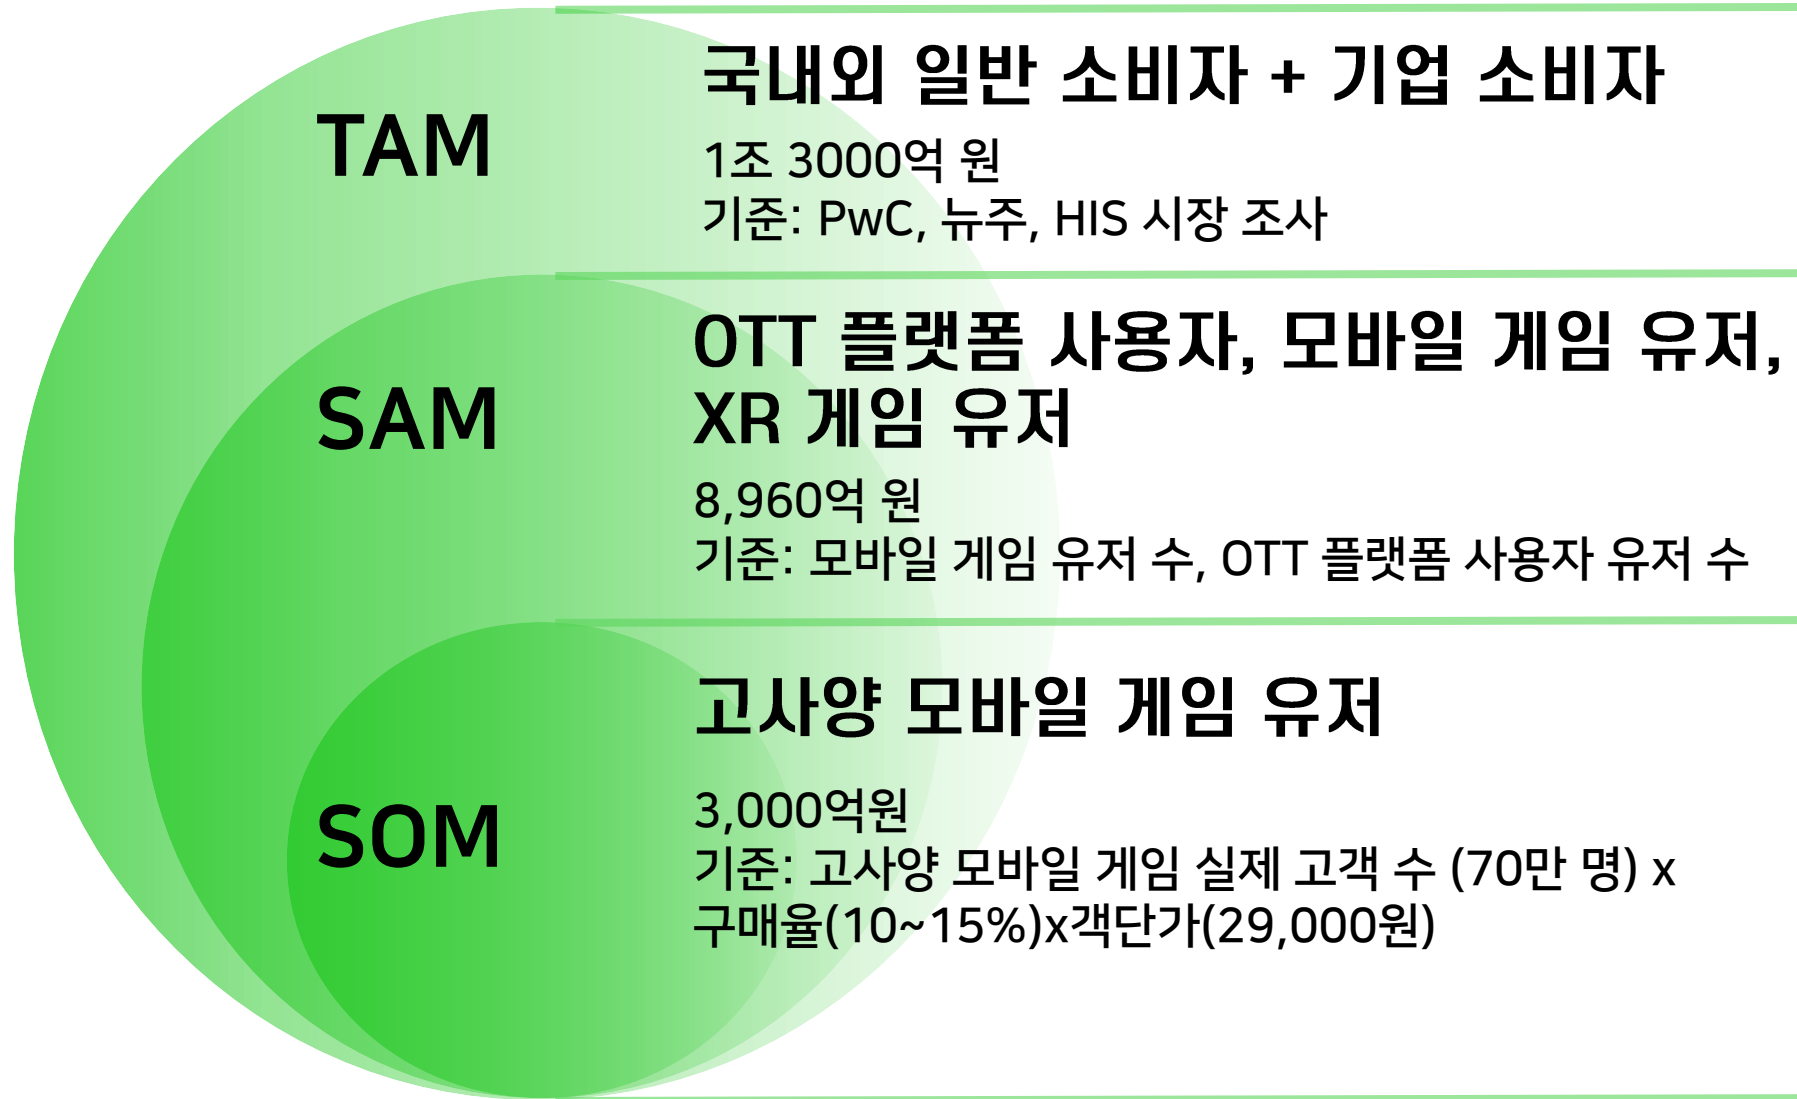 TAM
국내외 일반 소비자 + 기업 소비자
1조 3000억 원
기준: PwC, 뉴주, HIS 시장 조사
SAM
OTT 플랫폼 사용자, 모바일 게임 유저,
XR 게임 유저
8,960억 원
기준: 모바일 게임 유저 수, OTT 플랫폼 사용자 유저 수
SOM
고사양 모바일 게임 유저
3,000억원
기준: 고사양 모바일 게임 실제 고객 수 (70만 명) x
구매율(10~15%)x객단가(29,000원)